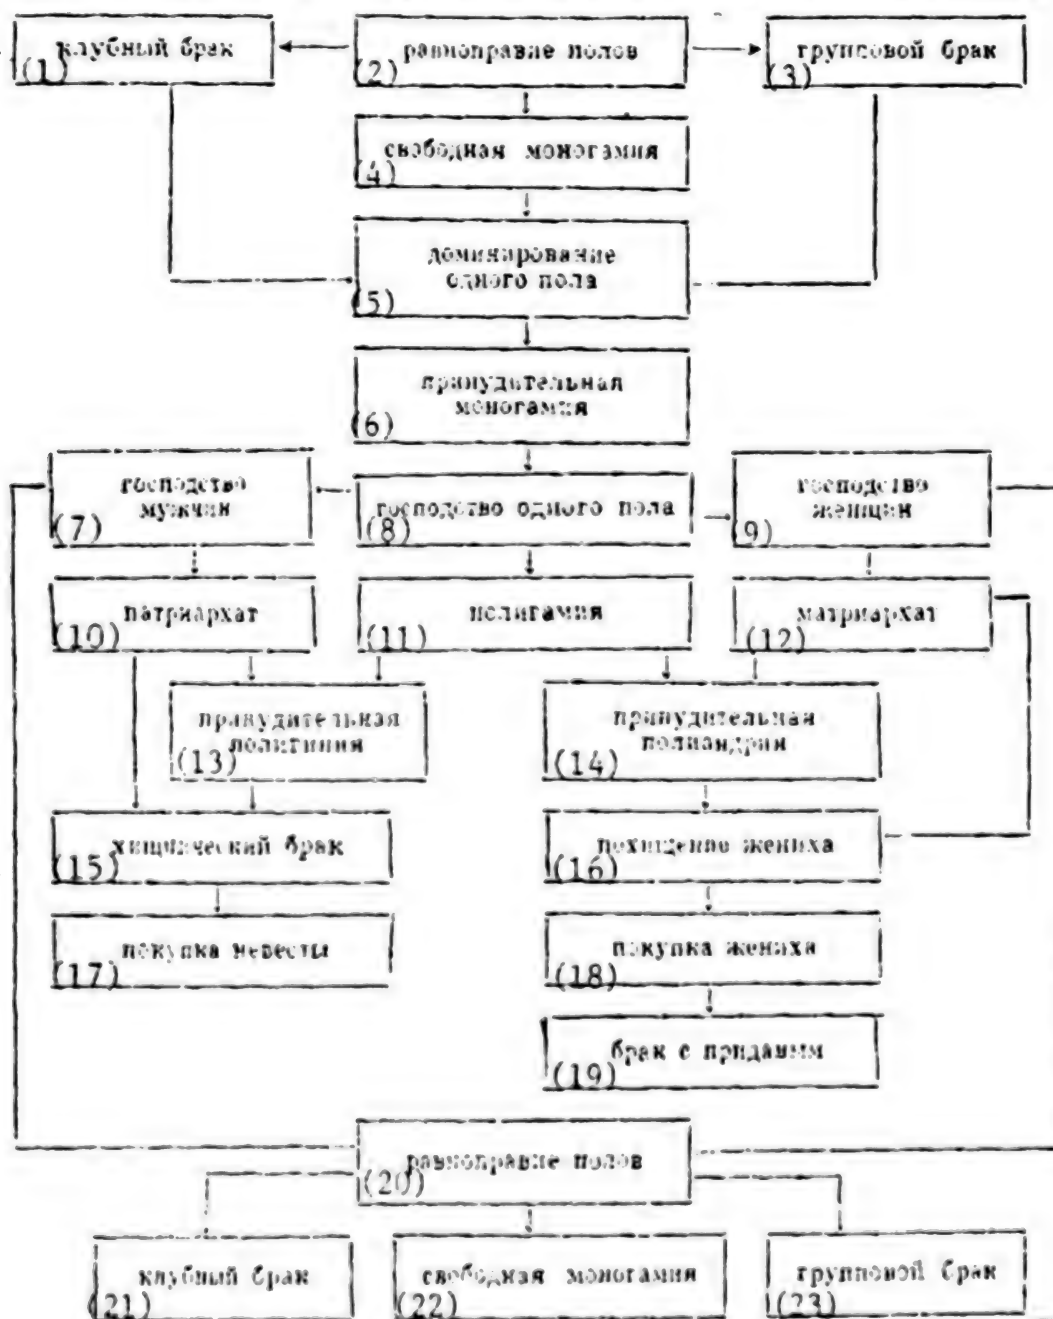 клубный брак
(1)
равноправие полов
(2)
групповой брак
(3)
свободная моногамия
(4)
доминирование
одного пола
(5)
принудительная
моногамия
(6)
господство
мужчин
(7)
господство одного пола
(8)
господство
женщин
(9)
патриархат
(10)
полигамия
(11)
матриархат
(12)
принудительная
полигиния
(13)
принудительная
полиандрия
(14)
хищнический брак
(15)
похищение жениха
(16)
покупка невесты
(17)
покупка жениха
(18)
брак с приданым
(19)
равноправие полов
(20)
клубный брак
(21)
свободная моногамия
(22)
групповой брак
(23)